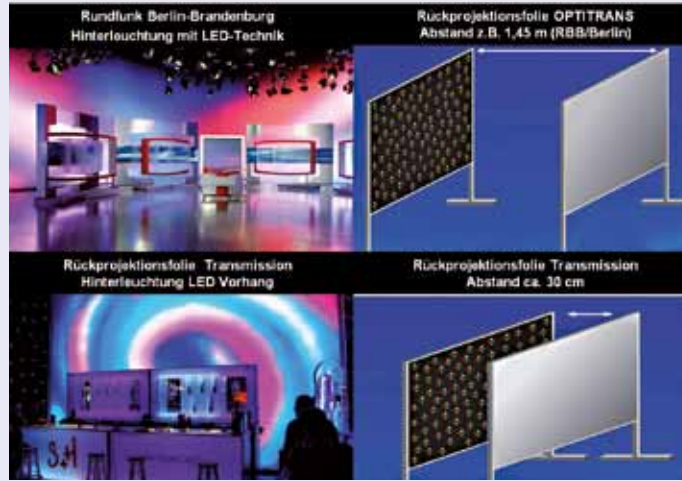 Rundfunk Berlin-Brandenburg
Hinterleuchtung mit LED-Technik
Rückprojektionsfolie OPTITRANS
Abstand z.B. 1,45 m (RBB/Berlin)
Rückprojektionsfolie Transmission
Hinterleuchtung LED Vorhang
Rückprojektionsfolie Transmission
Abstand ca. 30 cm